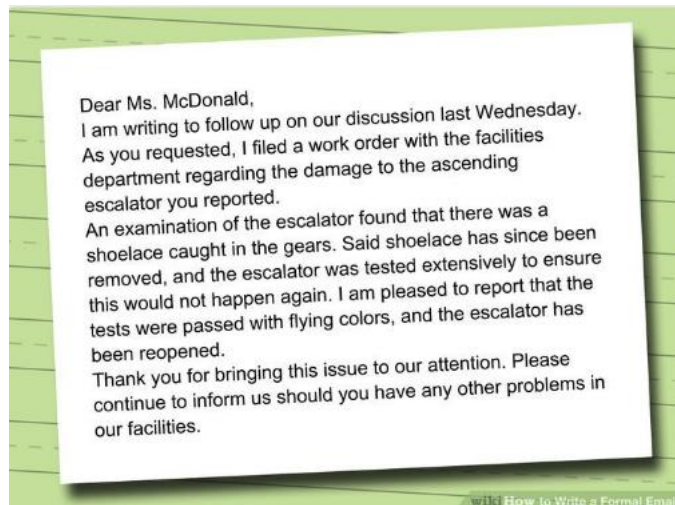 Dear Ms. McDonald,
I am writing to follow up on our discussion last Wednesday.
As you requested, I filed a work order with the facilities
department regarding the damage to the ascending
escalator you reported.
An examination of the escalator found that there was a
shoelace caught in the gears. Said shoelace has since been
removed, and the escalator was tested extensively to ensure
this would not happen again. I am pleased to report that the
tests were passed with flying colors, and the escalator has
been reopened.
Thank you for bringing this issue to our attention. Please
continue to inform us should you have any other problems in
our facilities.
wikiHow to Write a Formal Email